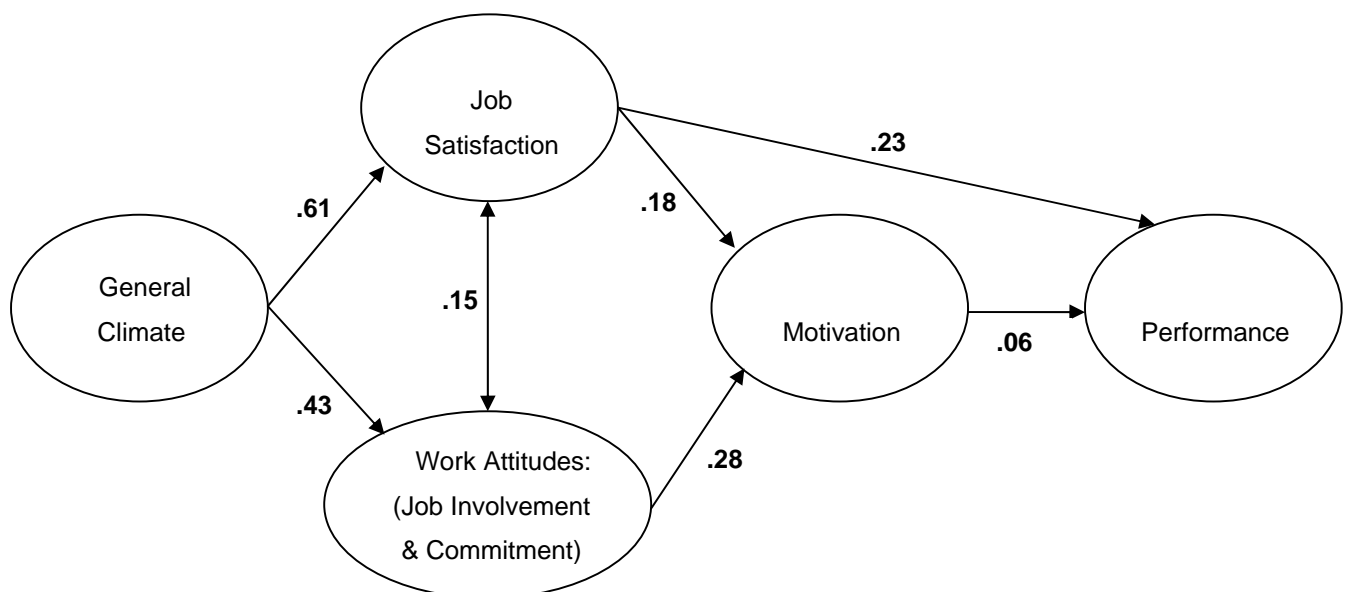 Job
Satisfaction
.23
.18
.61
General
Climate
.15
Motivation
.06
Performance
.43
Work Attitudes:
(Job Involvement
& Commitment)
.28